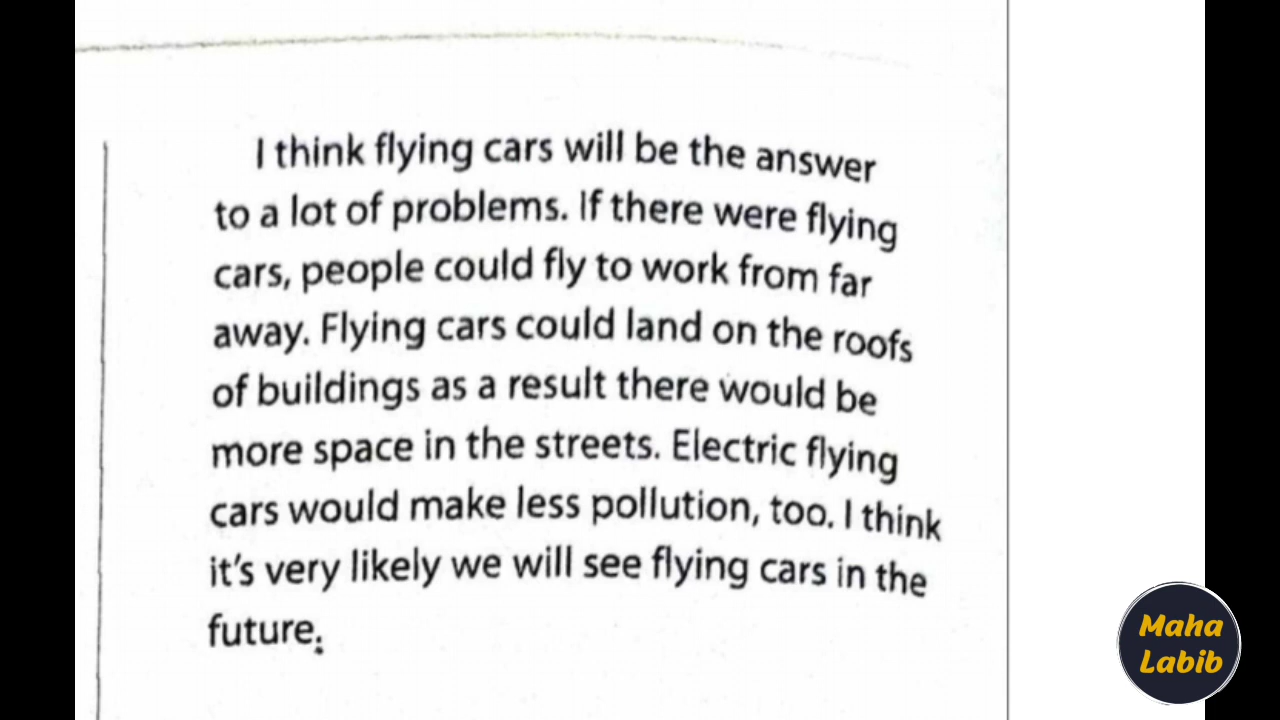 I think flying cars will be the answer
to a lot of problems. If there were flying
cars, people could fly to work from far
away. Flying cars could land on the roofs
of buildings as a result there would be
more space in the streets. Electric flying
cars would make less pollution, too. I think
it's very likely we will see flying cars in the
future.
Maha
Labib